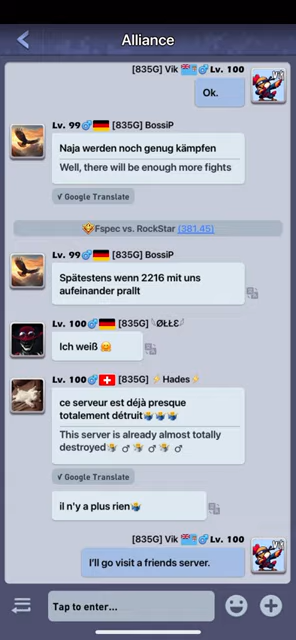 Alliance
[835G] Vik Lv. 100
Ok.
Lv. 99 [835G] BossiP
Naja werden noch genug kämpfen
Well, there will be enough more fights
√ Google Translate
Fspec vs. RockStar (381,45)
Lv. 99 [835G] BossiP
Spätestens wenn 2216 mit uns
aufeinander prallt
Lv. 100 [835G] ØŁŁƐ
Ich weiß 🤗
Lv. 100 [835G] ⚡Hades⚡
ce serveur est déjà presque
totalement détruit🤷‍♂️🤷‍♂️🤷‍♂️
This server is already almost totally
destroyed🤷 ♂ 🤷 ♂ 🤷 ♂
√ Google Translate
il n'y a plus rien🤷‍♂️
[835G] Vik Lv. 100
I'll go visit a friends server.
Tap to enter...